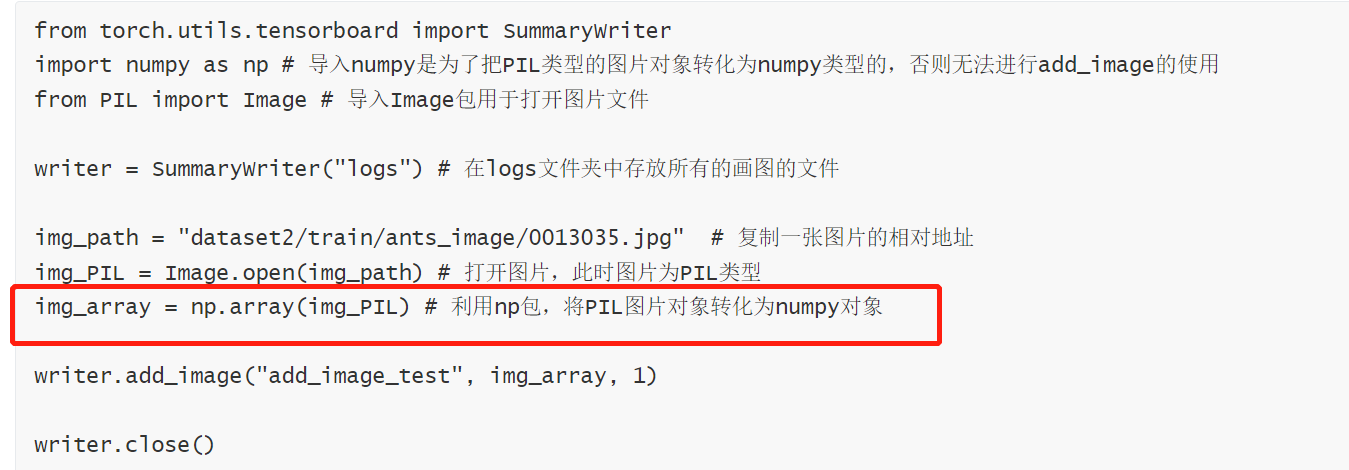 from torch.utils.tensorboard import SummaryWriter
import numpy as np # 导入numpy是为了把PIL类型的图片对象转化为numpy类型的，否则无法进行add_image的使用
from PIL import Image # 导入Image包用于打开图片文件
writer = SummaryWriter("logs") # 在logs文件夹中存放所有的画图的文件
img_path = "dataset2/train/ants_image/0013035.jpg"  # 复制一张图片的相对地址
img_PIL = Image.open(img_path) # 打开图片，此时图片为PIL类型
img_array = np.array(img_PIL) # 利用np包，将PIL图片对象转化为numpy对象
writer.add_image("add_image_test", img_array, 1)
writer.close()